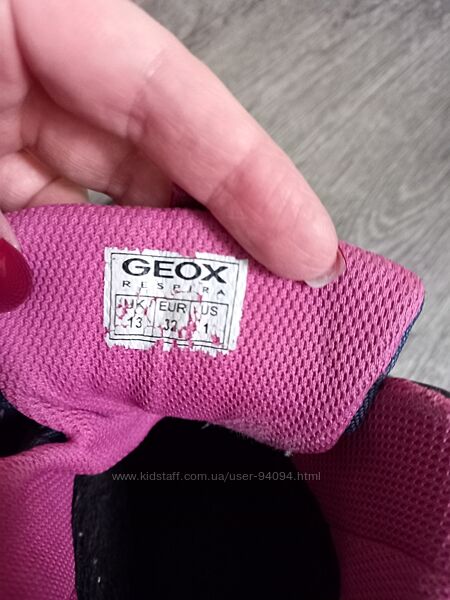 GEOX
RESPIRA
UK EUR US
13 32 1
www.kidstaff.com.ua/user-94094.html